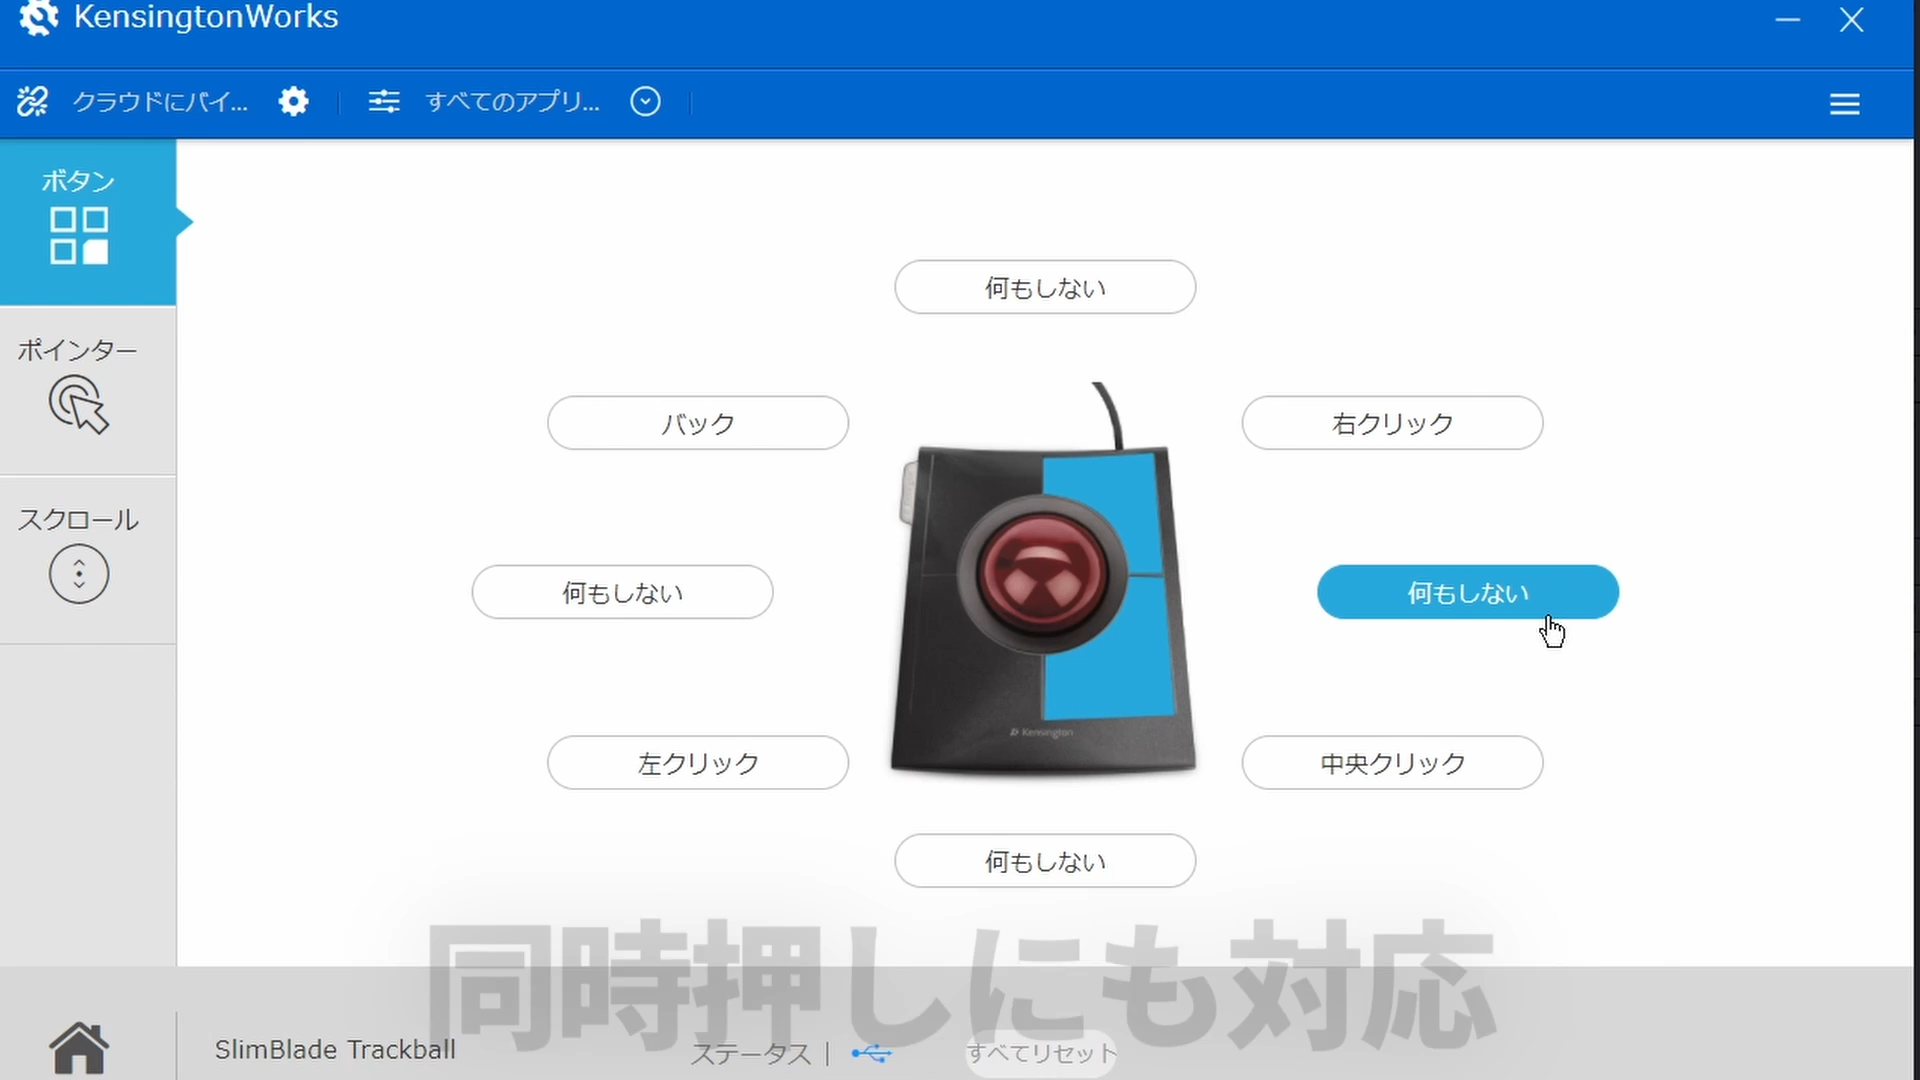 KensingtonWorks
クラウドにバイ... すべてのアプリ...
ボタン
ポインター
スクロール
何もしない
バック
右クリック
何もしない
何もしない
左クリック
中央クリック
何もしない
Kensington
同時押しにも対応
SlimBlade Trackball
ステータス |
すべてリセット